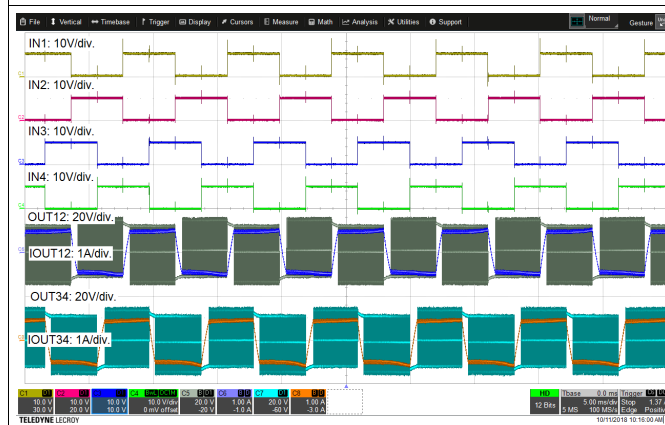 File Vertical Timebase Trigger Display Cursors Measure Math Analysis Utilities Support Normal Gesture
IN1: 10V/div.
IN2: 10V/div.
IN3: 10V/div.
IN4: 10V/div.
OUT12: 20V/div.
IOUT12: 1A/div.
OUT34: 20V/div.
IOUT34: 1A/div.
C1 C2 C3 C4 C5 C6 C7 C8 HD Tbase 0.0 ms Trigger
10.0 V 10.0 V 10.0 V 10.0 V/div 20.0 V 1.00 A 20.0 V 1.00 A 12 Bits 5.00 ms/div Stop 1.37
30.0 V 20.0 V 10.0 V 0 mV offset -20 V -1.0 A -60 V -3.0 A 5 MS 100 MS/s Edge Positiv
TELEDYNE LECROY 10/11/2018 10:16:00 AM